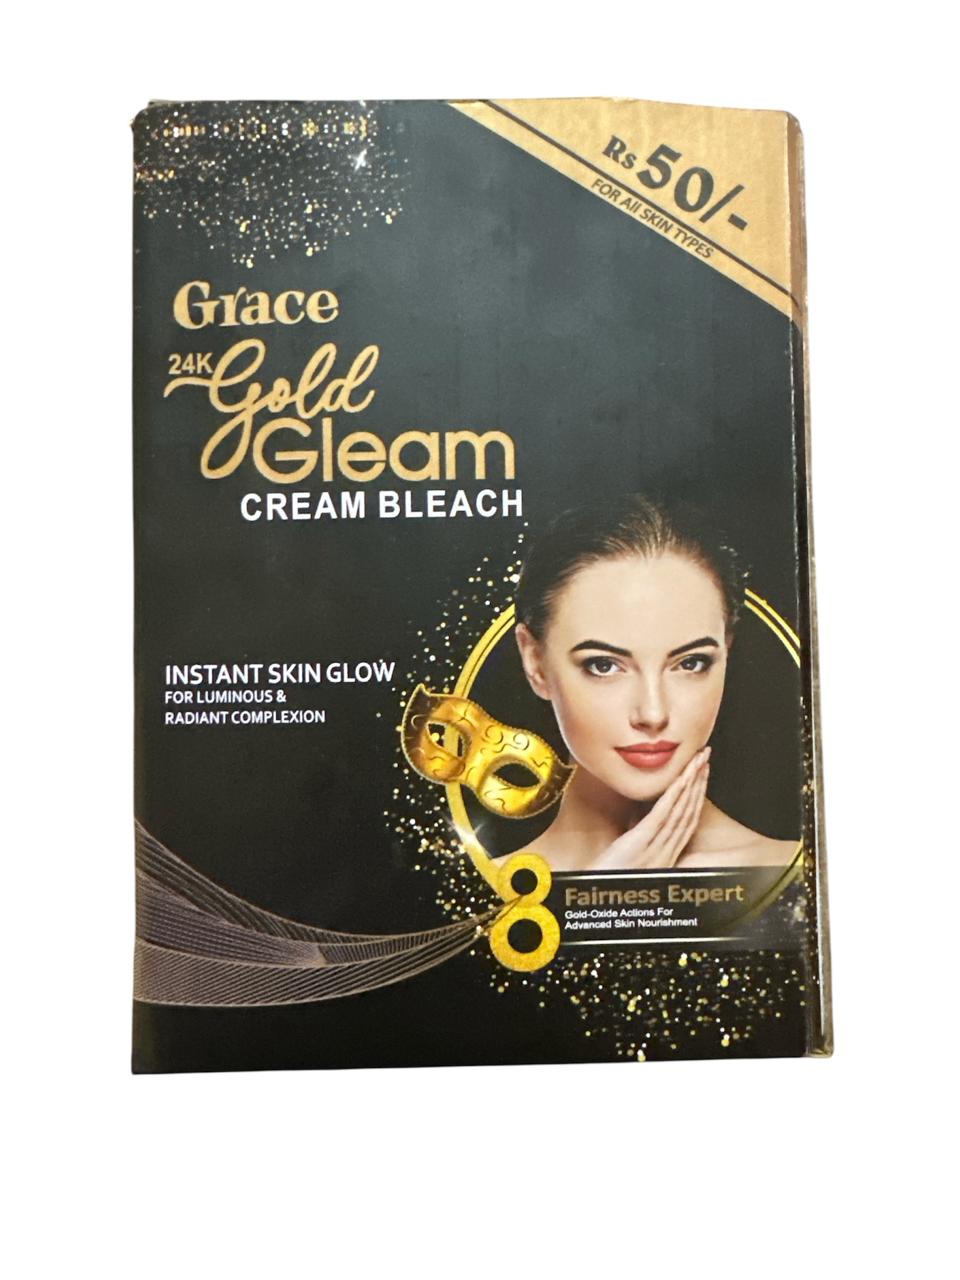 Rs 50/-
FOR All SKIN TYPES
Grace
24K Gold
Gleam
CREAM BLEACH
INSTANT SKIN GLOW
FOR LUMINOUS &
RADIANT COMPLEXION
8 Fairness Expert
Gold-Oxide Actions For
Advanced Skin Nourishment